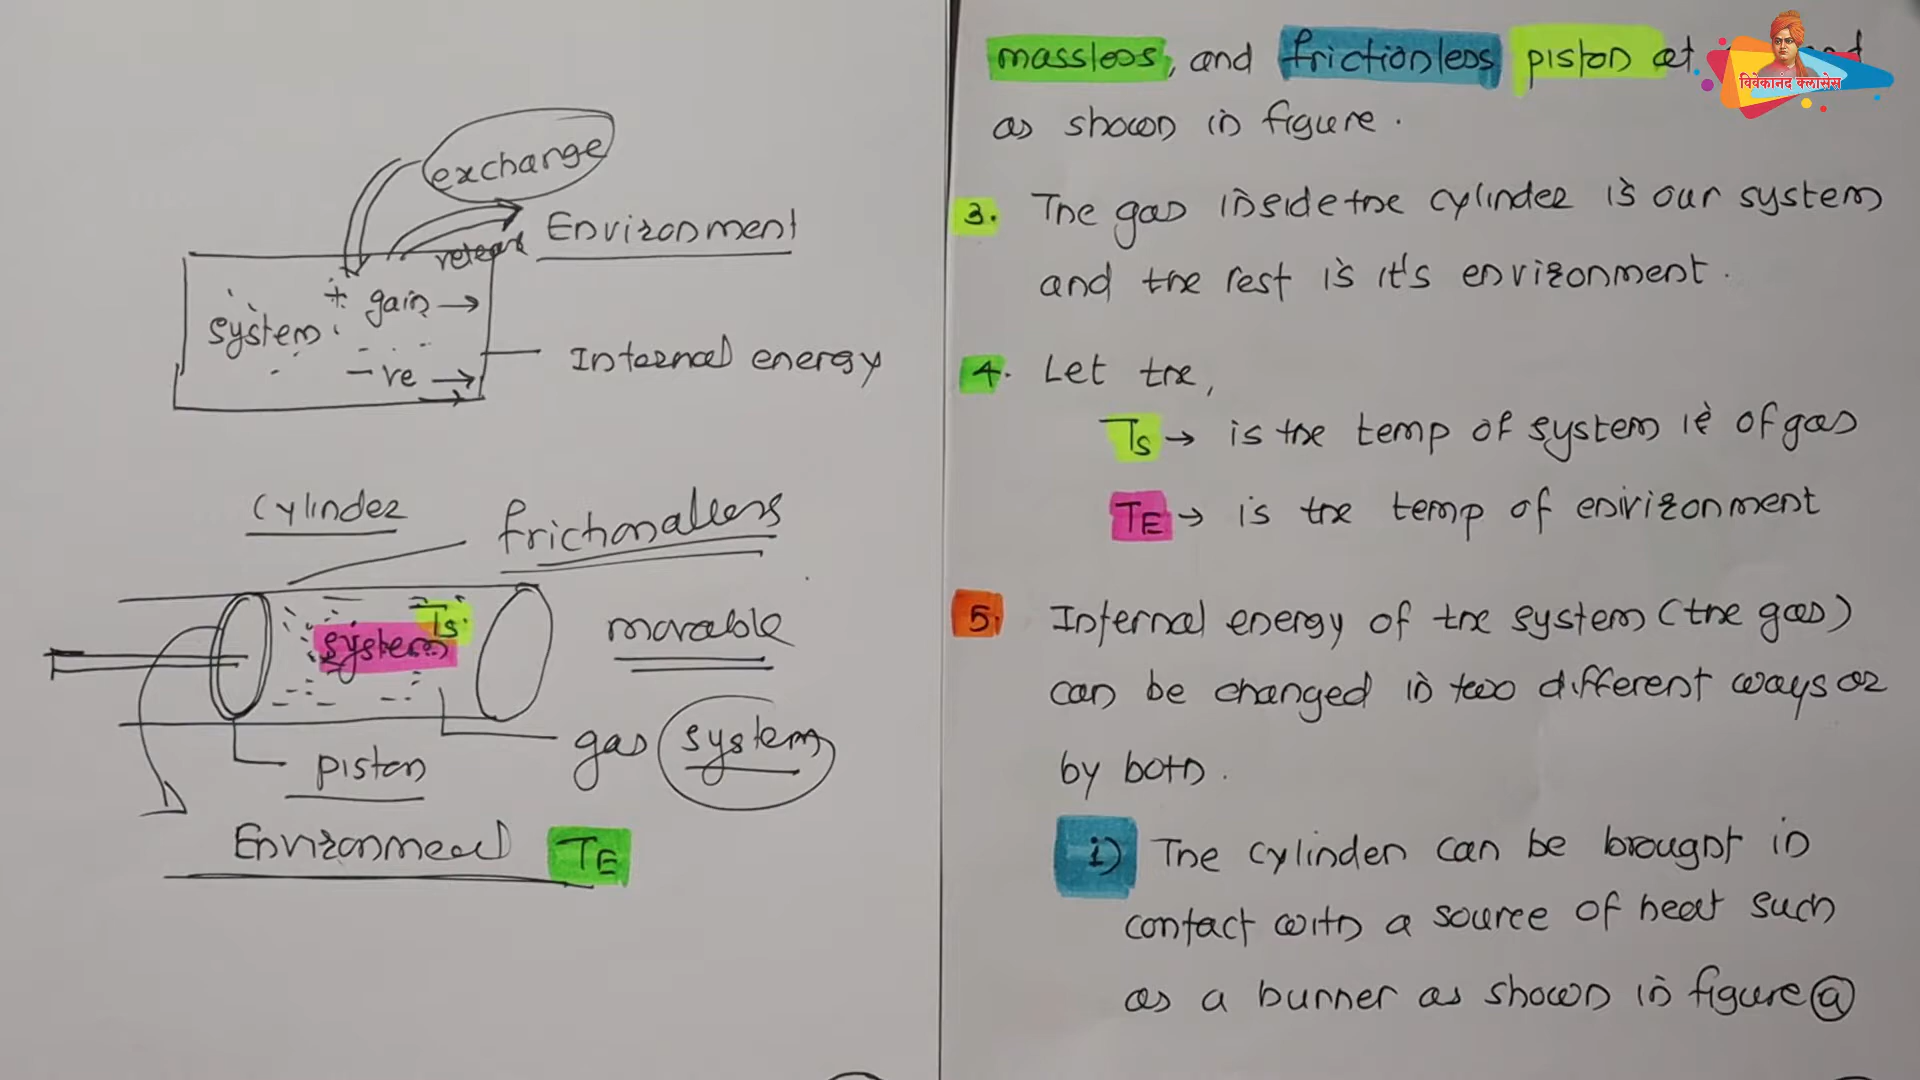 exchange
Environment
system
+ gain →
-ve →
Internal energy
Cylinder
frictionalless
movable
Ts
system
gas system
piston
TE
massless, and frictionless piston at
as shown in figure.
3. The gas inside the cylinder is our system
and the rest is it's environment.
4. Let the,
Ts → is the temp of system ie of gas
TE → is the temp of environment
5. Internal energy of the system (the gas)
can be changed in two different ways or
by both.
i) The cylinder can be brought in
contact with a source of heat such
as a burner as shown in figure a
विवेकानंद क्लासेस